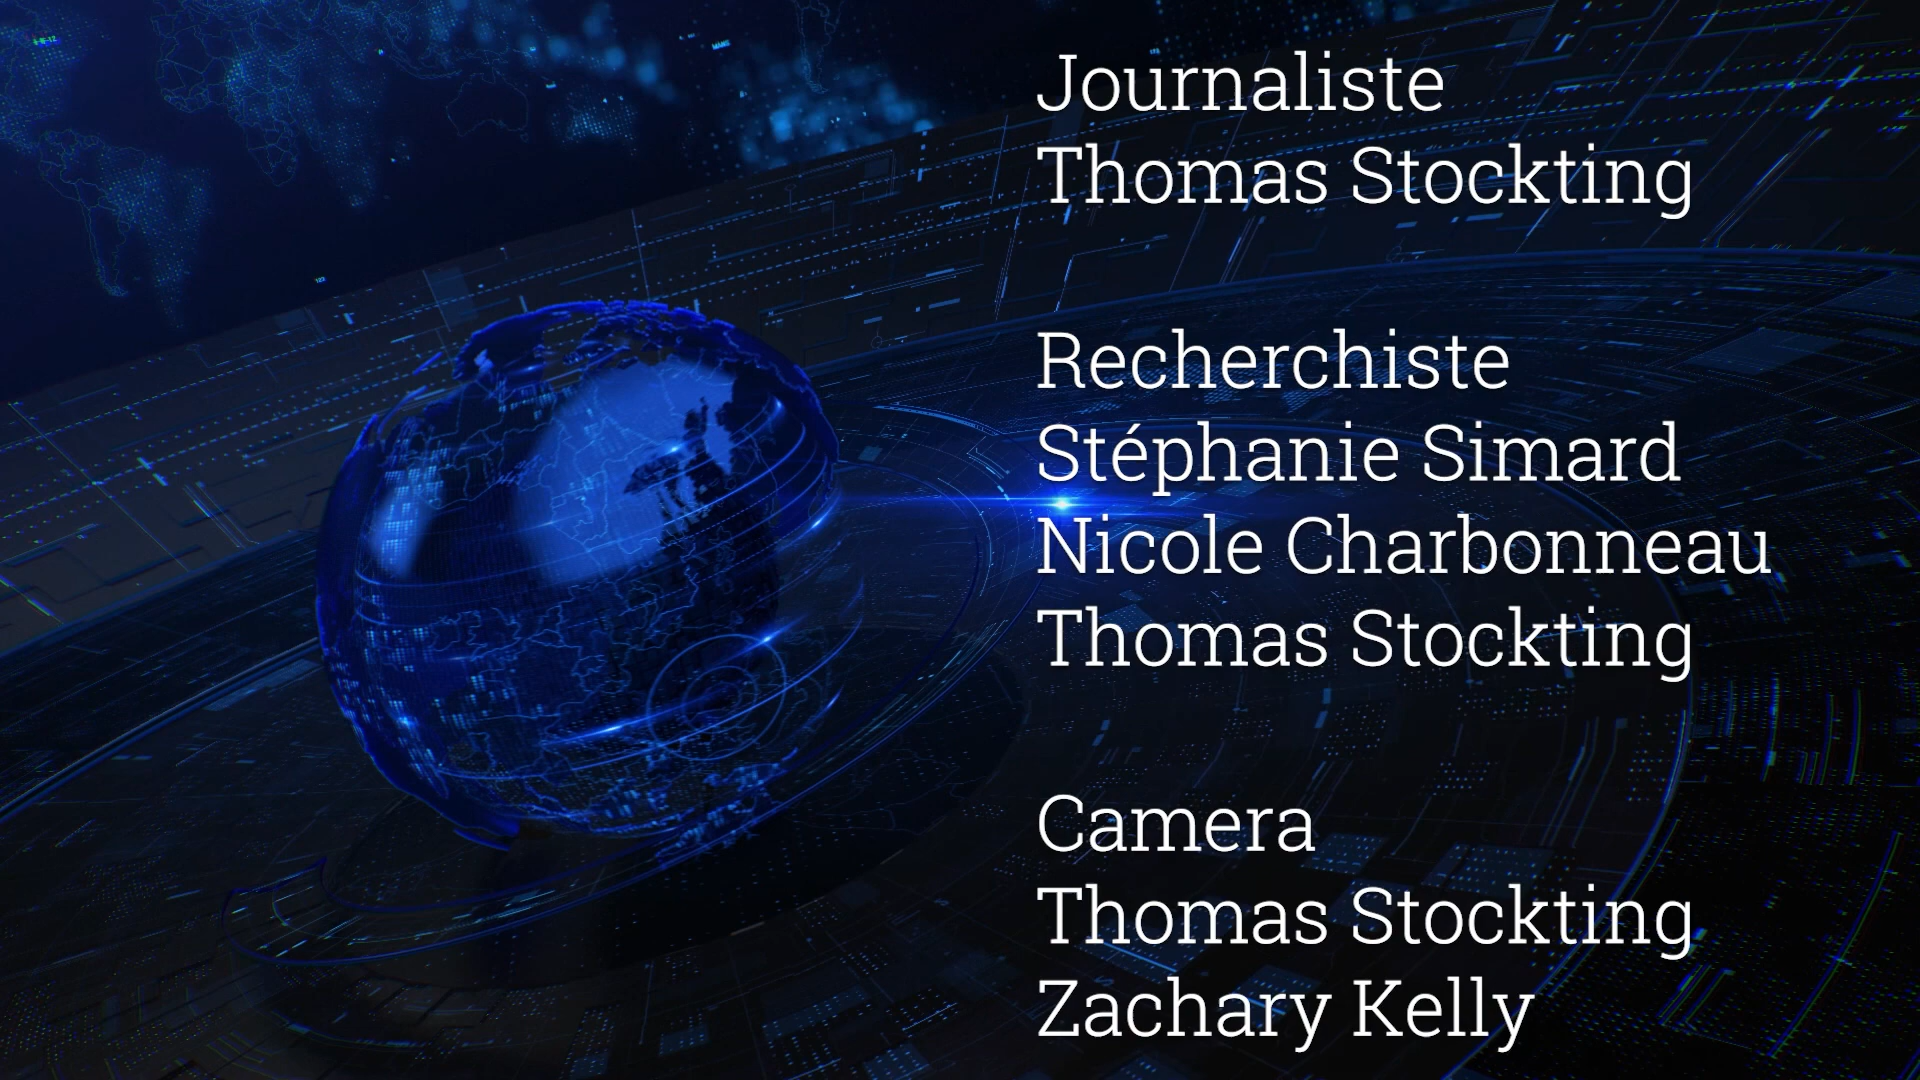 Journaliste
Thomas Stockting
Recherchiste
Stéphanie Simard
Nicole Charbonneau
Thomas Stockting
Camera
Thomas Stockting
Zachary Kelly